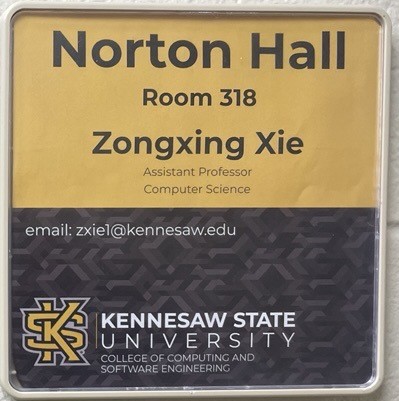 Norton Hall
Room 318
Zongxing Xie
Assistant Professor
Computer Science
email: zxie1@kennesaw.edu
KS
KENNESAW STATE
UNIVERSITY
COLLEGE OF COMPUTING AND
SOFTWARE ENGINEERING